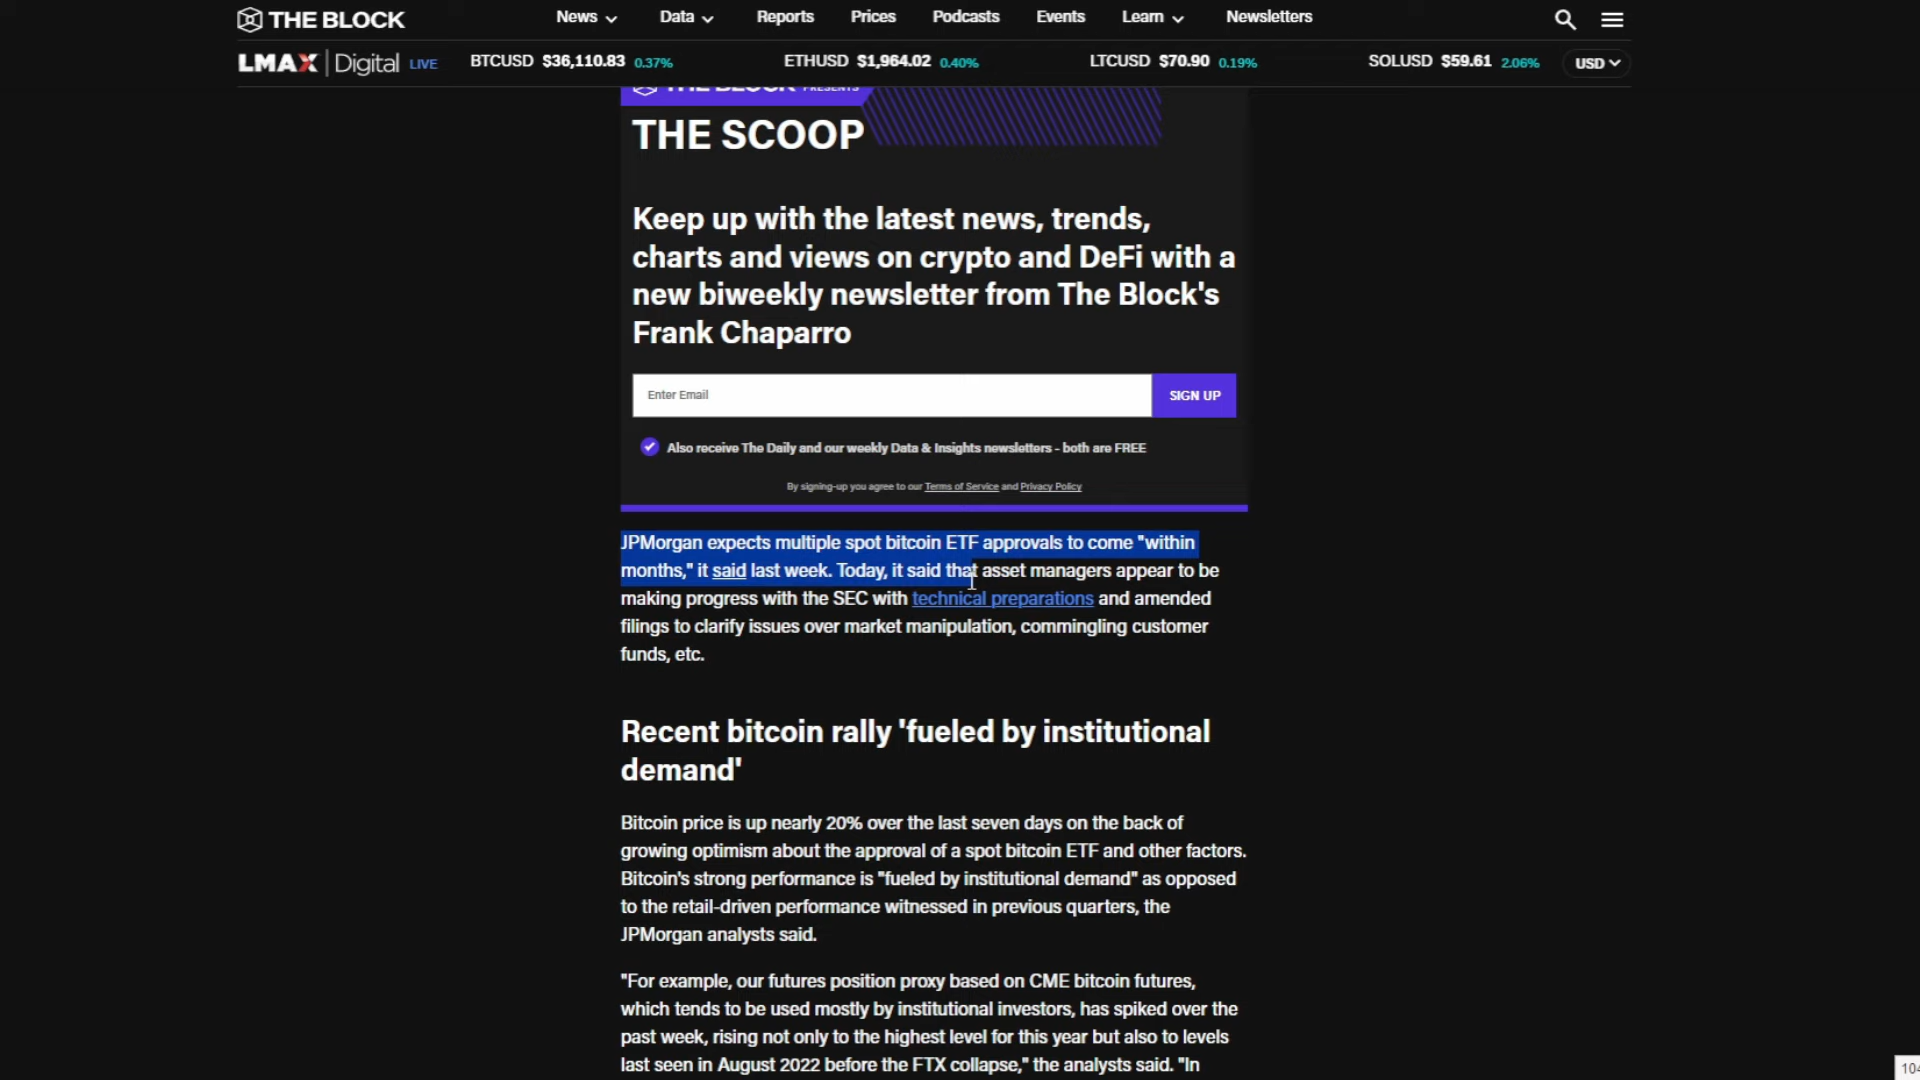 THE BLOCK
News
Data
Reports
Prices
Podcasts
Events
Learn
Newsletters
LMAX Digital LIVE
BTCUSD $36,110.83 0.37%
ETHUSD $1,964.02 0.40%
LTCUSD $70.90 0.19%
SOLUSD $59.61 2.06%
USD
THE BLOCK PRESENTS
THE SCOOP
Keep up with the latest news, trends,
charts and views on crypto and DeFi with a
new biweekly newsletter from The Block's
Frank Chaparro
Enter Email
SIGN UP
Also receive The Daily and our weekly Data & Insights newsletters - both are FREE
By signing-up you agree to our Terms of Service and Privacy Policy
JPMorgan expects multiple spot bitcoin ETF approvals to come "within
months," it said last week. Today, it said that asset managers appear to be
making progress with the SEC with technical preparations and amended
filings to clarify issues over market manipulation, commingling customer
funds, etc.
Recent bitcoin rally 'fueled by institutional
demand'
Bitcoin price is up nearly 20% over the last seven days on the back of
growing optimism about the approval of a spot bitcoin ETF and other factors.
Bitcoin's strong performance is "fueled by institutional demand" as opposed
to the retail-driven performance witnessed in previous quarters, the
JPMorgan analysts said.
"For example, our futures position proxy based on CME bitcoin futures,
which tends to be used mostly by institutional investors, has spiked over the
past week, rising not only to the highest level for this year but also to levels
last seen in August 2022 before the FTX collapse," the analysts said. "In